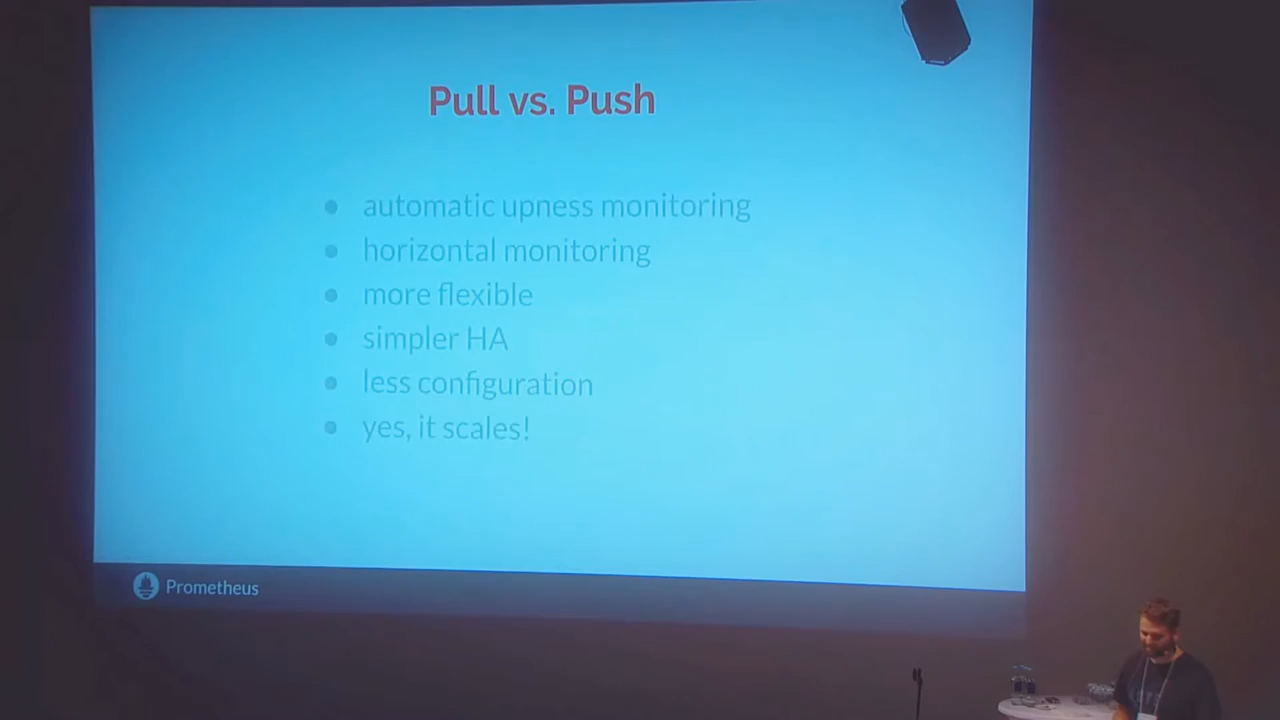 Pull vs. Push
automatic upness monitoring
horizontal monitoring
more flexible
simpler HA
less configuration
yes, it scales!
Prometheus